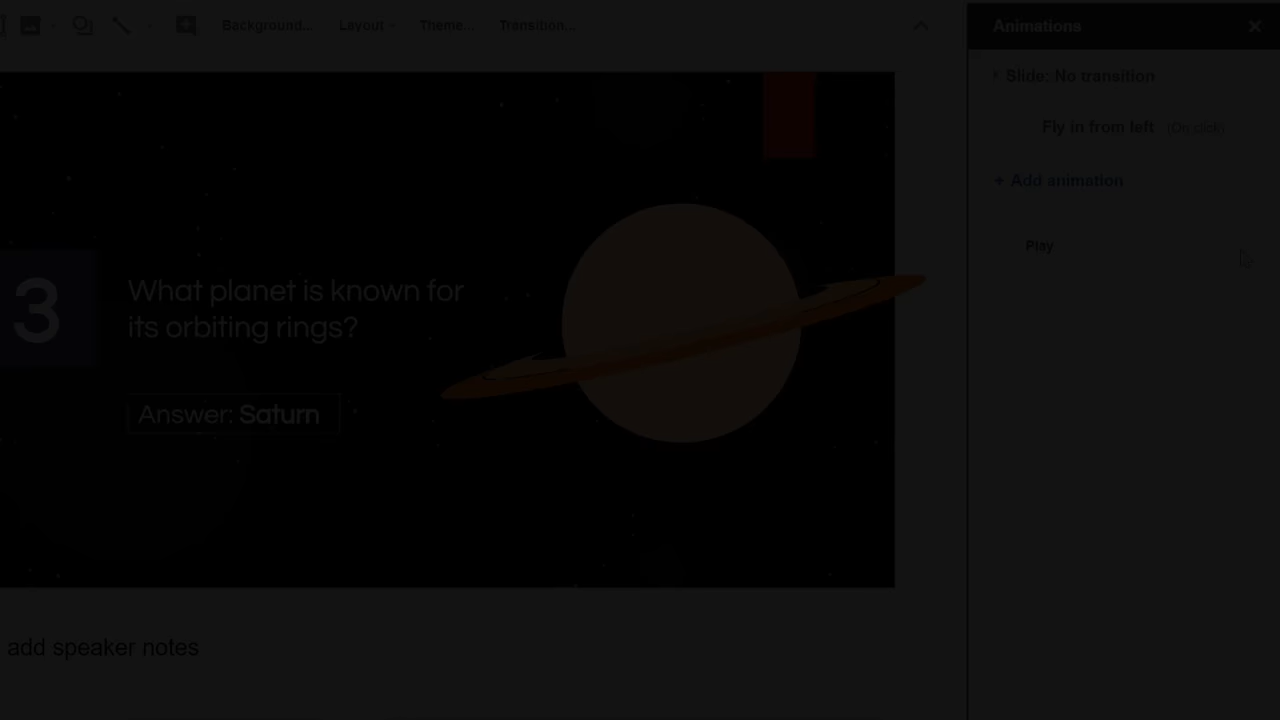 Background...
Layout
Theme...
Transition...
Animations
Slide: No transition
Fly in from left (On click)
+ Add animation
Play
3
What planet is known for
its orbiting rings?
Answer: Saturn
add speaker notes